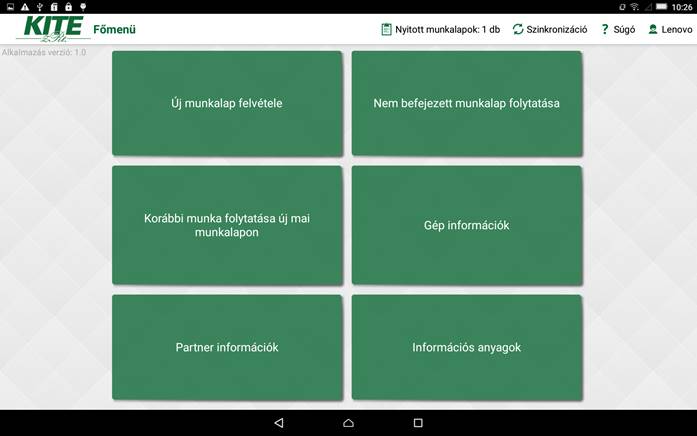 10:26
KITE
ZRt.
Főmenü
Nyitott munkalapok: 1 db
Szinkronizáció
? Súgó
Lenovo
Alkalmazás verzió: 1.0
Új munkalap felvétele
Nem befejezett munkalap folytatása
Korábbi munka folytatása új mai
munkalapon
Gép információk
Partner információk
Információs anyagok